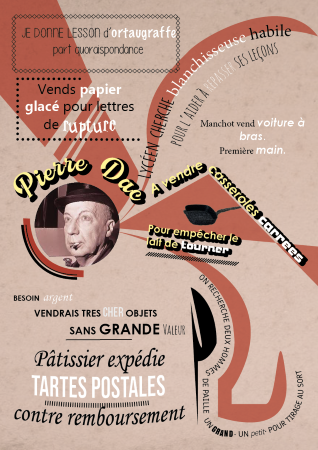 JE DONNE LESSON d'ortaugraffe
part quoraispondance
Vends papier
glacé pour lettres
de rupture
LYCÉEN CHERCHE blanchisseuse habile
POUR L'AIDER À REPASSER SES LEÇONS
Manchot vend voiture à
bras.
Première main.
Pierre Dac
A vendre casseroles carrées
Pour empêcher le
lait de tourner
BESOIN argent
VENDRAIS TRES CHER OBJETS
SANS GRANDE VALEUR
Pâtissier expédie
TARTES POSTALES
contre remboursement
ON RECHERCHE DEUX HOMMES
DE PAILLE UN GRAND - UN petit- POUR TIRAGE AU SORT